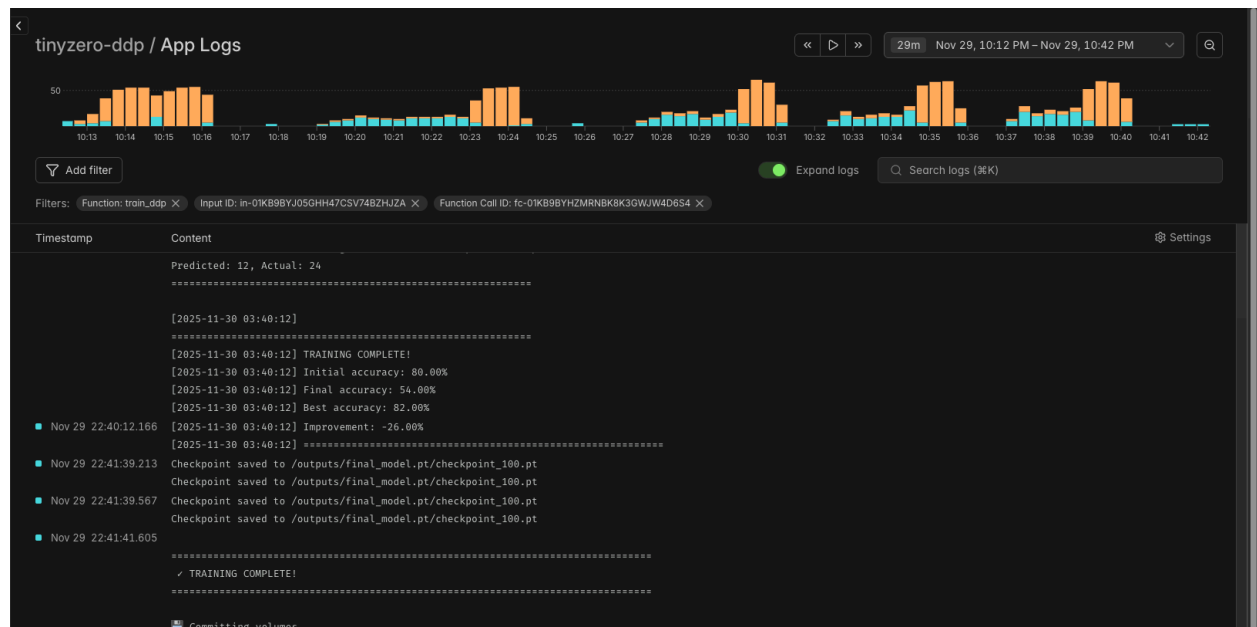 tinyzero-ddp / App Logs
29m Nov 29, 10:12 PM – Nov 29, 10:42 PM
50
10:13 10:14 10:15 10:16 10:17 10:18 10:19 10:20 10:21 10:22 10:23 10:24 10:25 10:26 10:27 10:28 10:29 10:30 10:31 10:32 10:33 10:34 10:35 10:36 10:37 10:38 10:39 10:40 10:41 10:42
Add filter
Expand logs
Search logs (⌘K)
Filters: Function: train_ddp Input ID: in-01KB9BYJ05GHH47CSV74BZHJZA Function Call ID: fc-01KB9BYHZMRNBK8K3GWJW4D6S4
Timestamp Content Settings
Predicted: 12, Actual: 24
============================================================
[2025-11-30 03:40:12]
============================================================
[2025-11-30 03:40:12] TRAINING COMPLETE!
[2025-11-30 03:40:12] Initial accuracy: 80.00%
[2025-11-30 03:40:12] Final accuracy: 54.00%
[2025-11-30 03:40:12] Best accuracy: 82.00%
Nov 29 22:40:12.166 [2025-11-30 03:40:12] Improvement: -26.00%
[2025-11-30 03:40:12] ============================================================
Nov 29 22:41:39.213 Checkpoint saved to /outputs/final_model.pt/checkpoint_100.pt
Checkpoint saved to /outputs/final_model.pt/checkpoint_100.pt
Nov 29 22:41:39.567 Checkpoint saved to /outputs/final_model.pt/checkpoint_100.pt
Checkpoint saved to /outputs/final_model.pt/checkpoint_100.pt
Nov 29 22:41:41.605
================================================================================
✓ TRAINING COMPLETE!
================================================================================
💾 Committing volumes